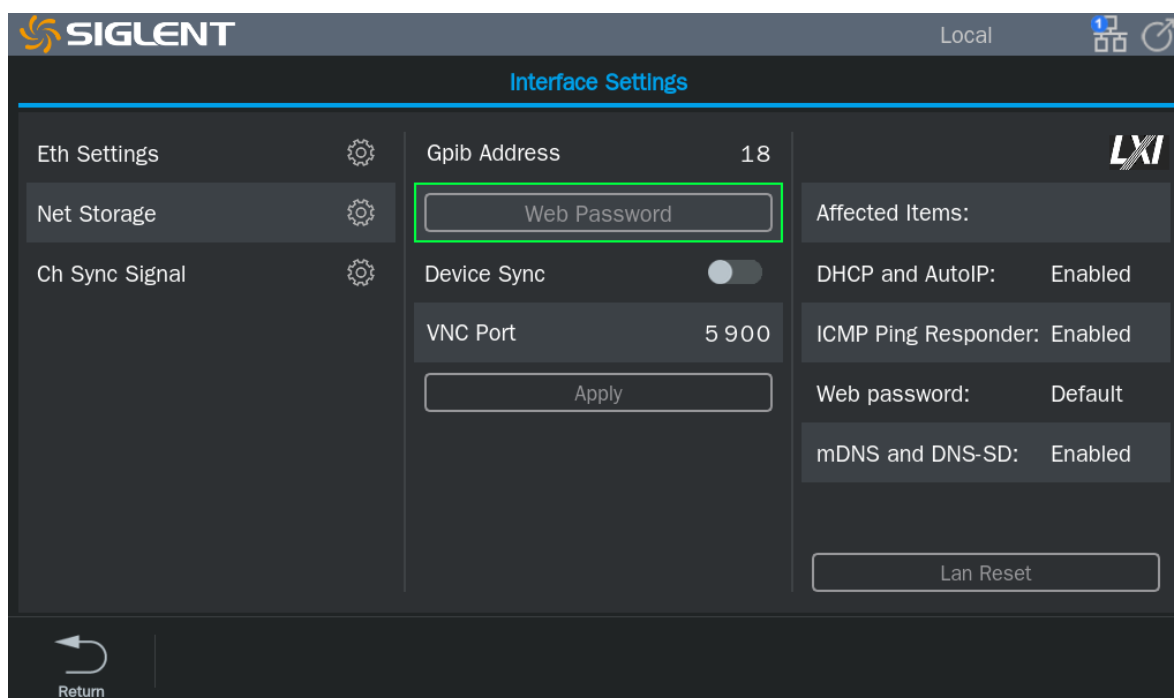 SIGLENT
Local
1
Interface Settings
Eth Settings
Net Storage
Ch Sync Signal
Gpib Address 18
Web Password
Device Sync
VNC Port 5900
Apply
LXI
Affected Items:
DHCP and AutoIP: Enabled
ICMP Ping Responder: Enabled
Web password: Default
mDNS and DNS-SD: Enabled
Lan Reset
Return